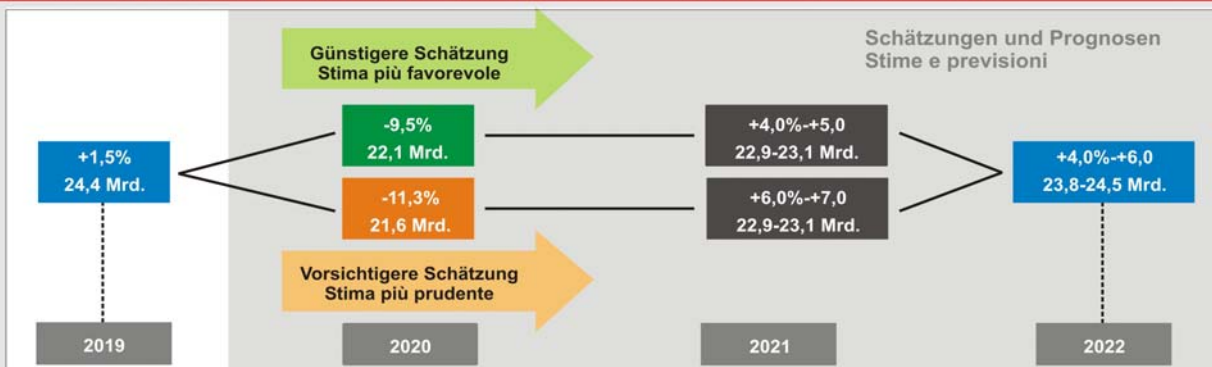 Günstigere Schätzung
Stima più favorevole
Schätzungen und Prognosen
Stime e previsioni
+1,5%
24,4 Mrd.
-9,5%
22,1 Mrd.
-11,3%
21,6 Mrd.
+4,0%-+5,0
22,9-23,1 Mrd.
+6,0%-+7,0
22,9-23,1 Mrd.
+4,0%-+6,0
23,8-24,5 Mrd.
Vorsichtigere Schätzung
Stima più prudente
2019
2020
2021
2022